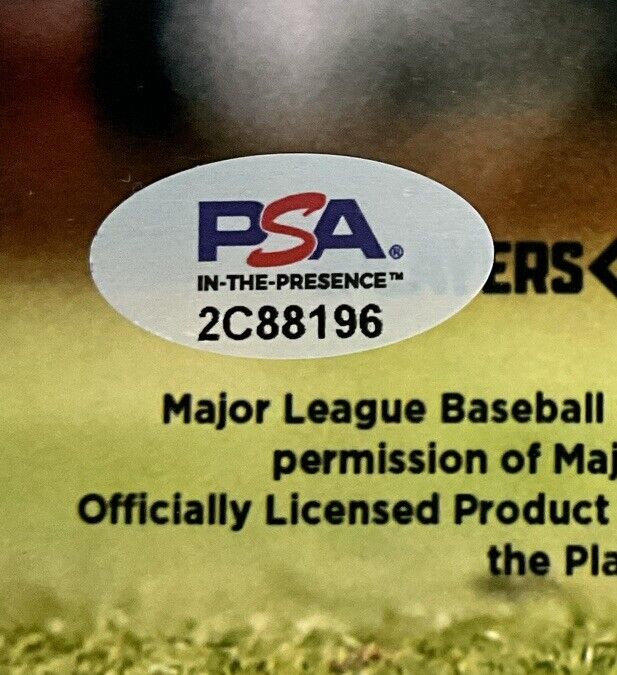 PSA®
IN-THE-PRESENCE™
2C88196
ERS
Major League Baseball
permission of Maj
Officially Licensed Product
the Pla